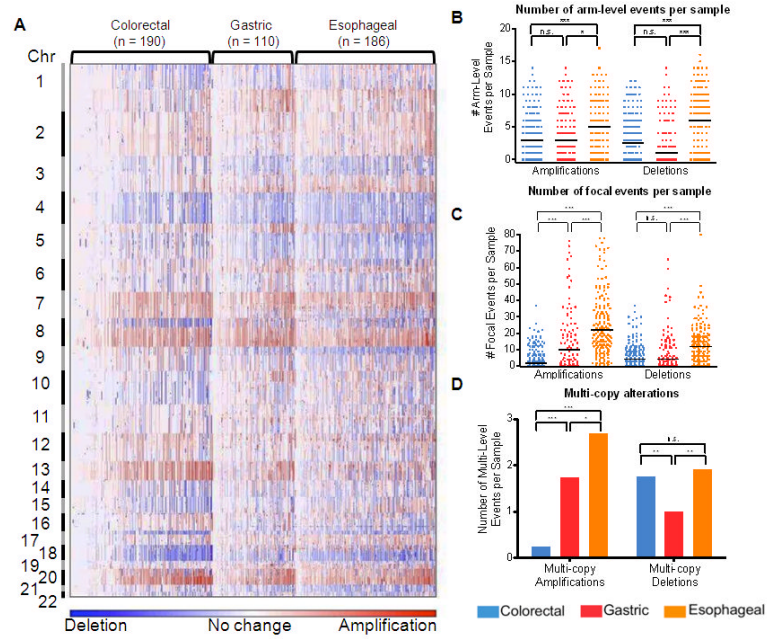 A
Colorectal
(n = 190)
Gastric
(n = 110)
Esophageal
(n = 186)
Chr
1
2
3
4
5
6
7
8
9
10
11
12
13
14
15
16
17
18
19
20
21
22
Deletion
No change
Amplification
B
Number of arm-level events per sample
***
n.s.
*
***
n.s.
***
#Arm-Level
Events per Sample
20
15
10
5
0
Amplifications
Deletions
C
Number of focal events per sample
***
***
***
***
n.s.
***
#Focal Events per Sample
80
70
60
50
40
30
20
10
0
Amplifications
Deletions
D
Multi-copy alterations
***
***
*
n.s.
**
**
Number of Multi-Level
Events per Sample
3
2
1
0
Multi-copy
Amplifications
Multi-copy
Deletions
Colorectal
Gastric
Esophageal